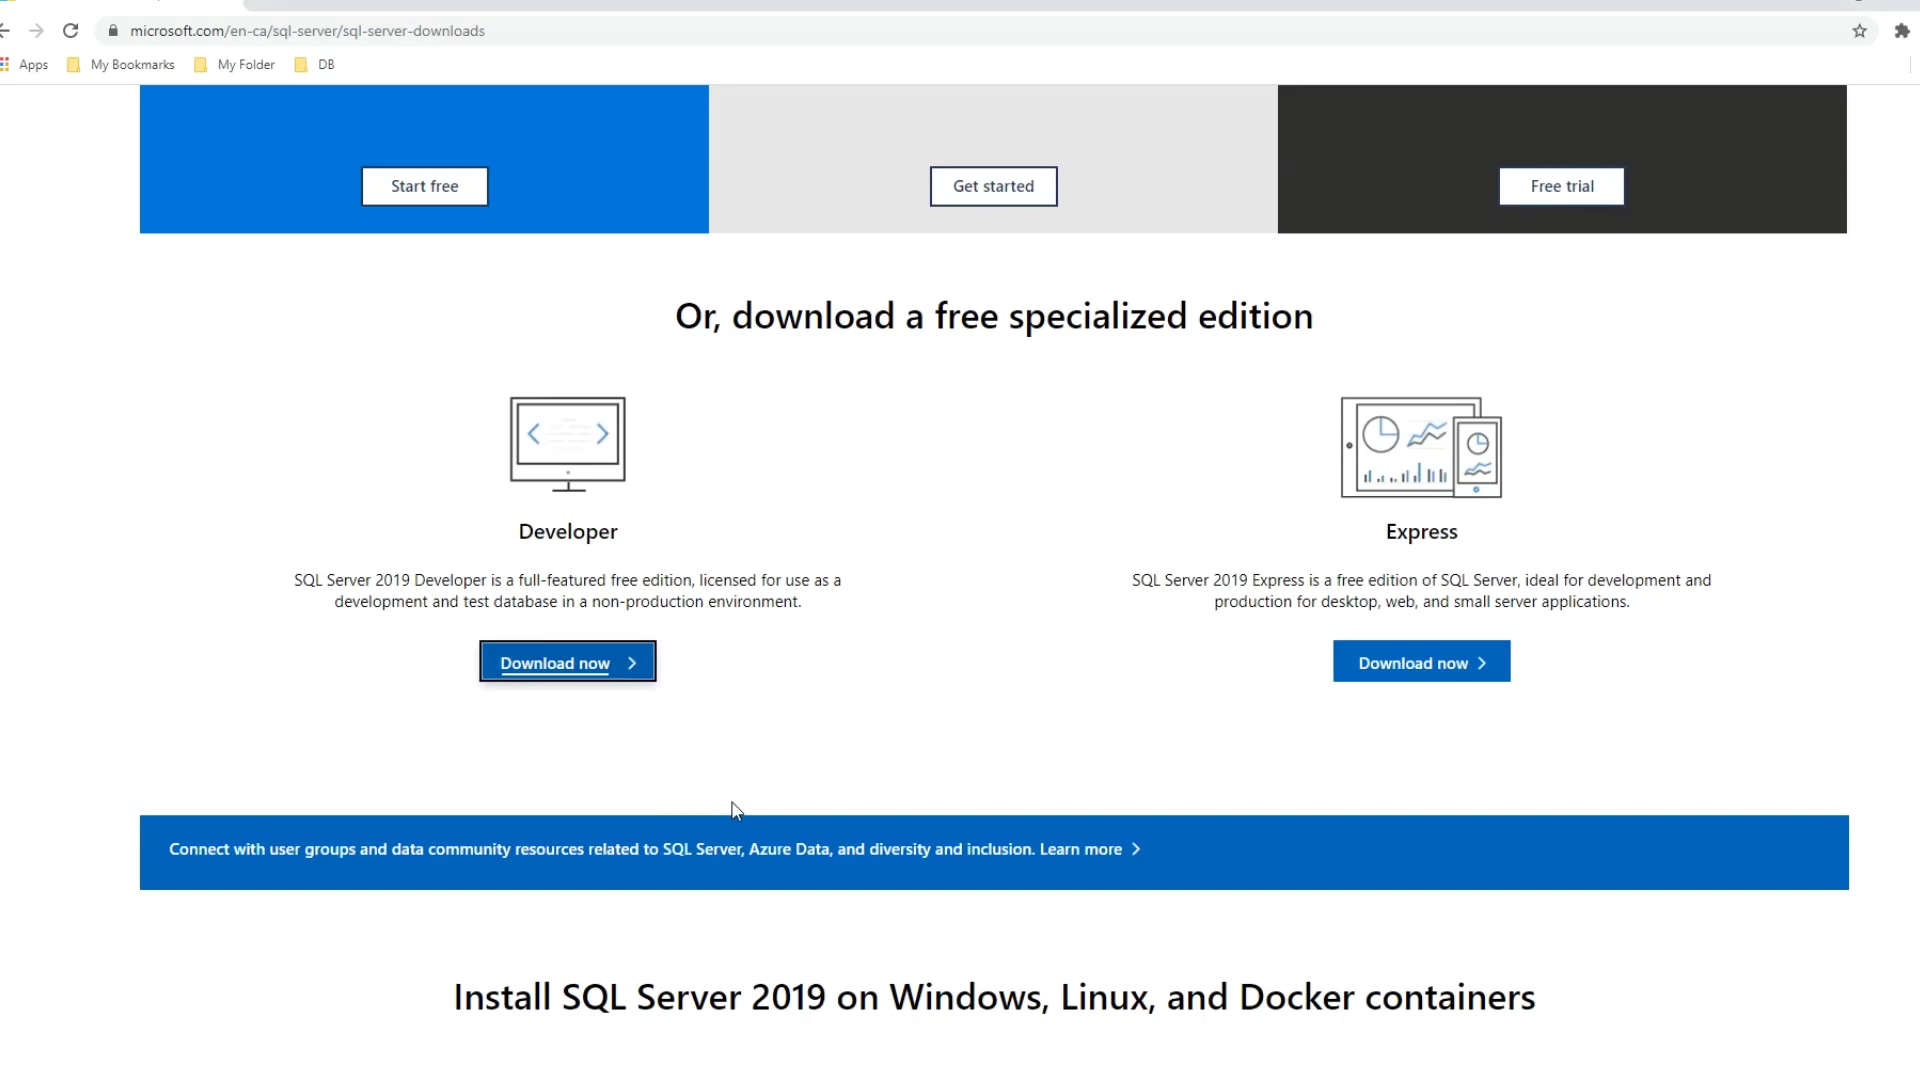 microsoft.com/en-ca/sql-server/sql-server-downloads
Apps My Bookmarks My Folder DB
Start free Get started Free trial
Or, download a free specialized edition
Developer
SQL Server 2019 Developer is a full-featured free edition, licensed for use as a
development and test database in a non-production environment.
Download now
Express
SQL Server 2019 Express is a free edition of SQL Server, ideal for development and
production for desktop, web, and small server applications.
Download now
Connect with user groups and data community resources related to SQL Server, Azure Data, and diversity and inclusion. Learn more
Install SQL Server 2019 on Windows, Linux, and Docker containers